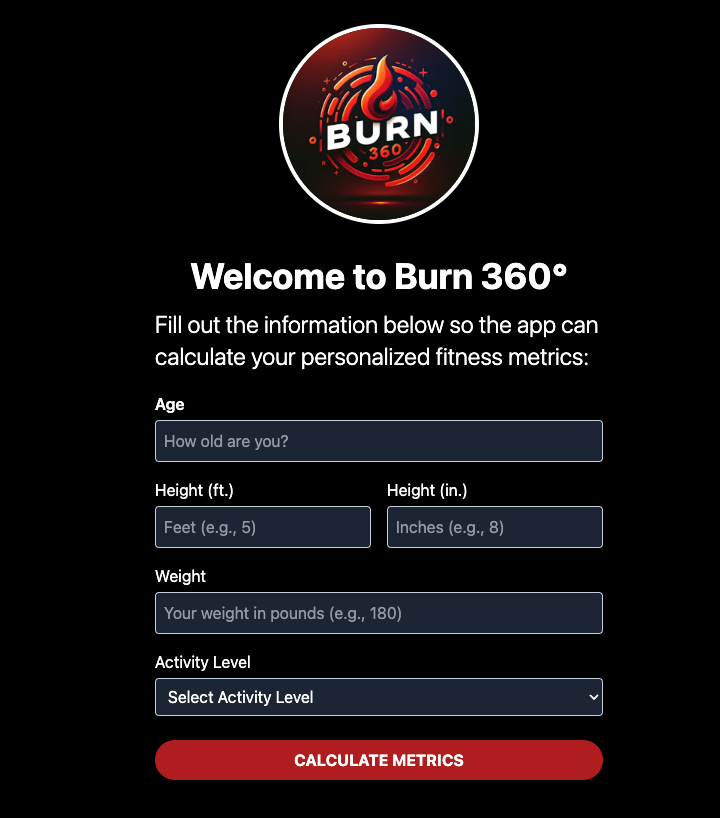 BURN
360
Welcome to Burn 360°
Fill out the information below so the app can
calculate your personalized fitness metrics:
Age
How old are you?
Height (ft.) Height (in.)
Feet (e.g., 5) Inches (e.g., 8)
Weight
Your weight in pounds (e.g., 180)
Activity Level
Select Activity Level
CALCULATE METRICS